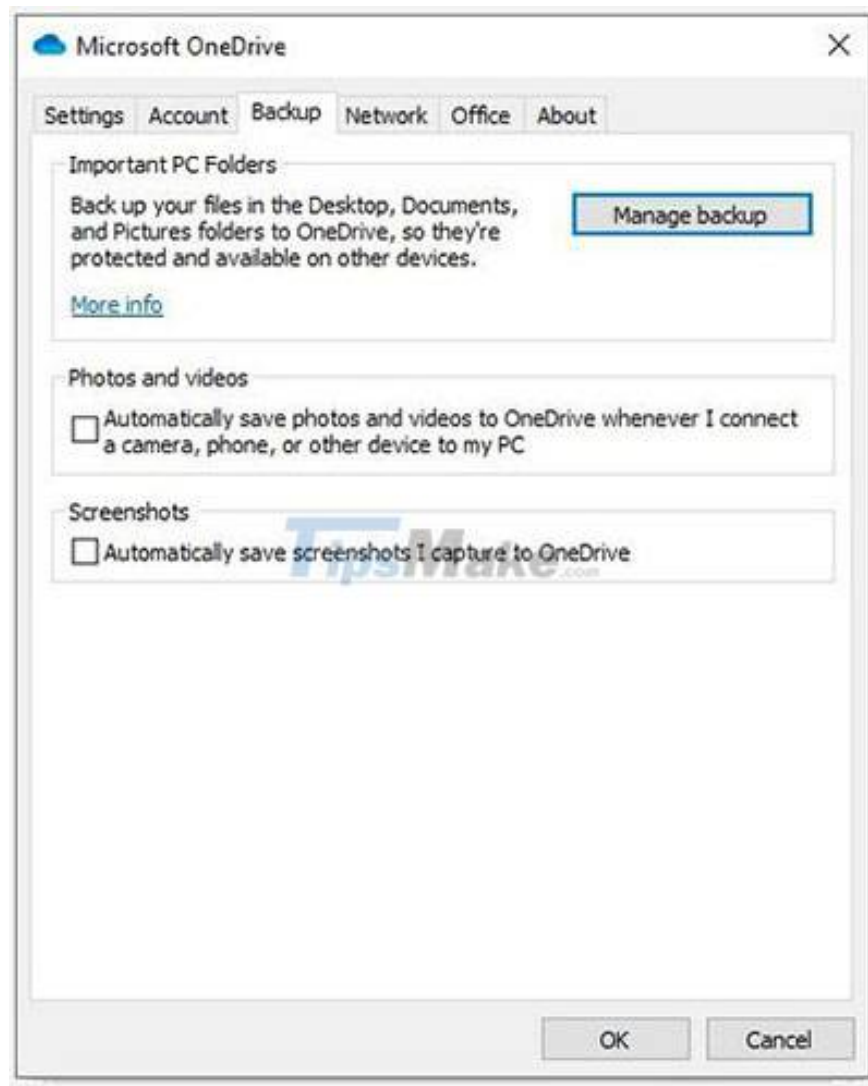 Microsoft OneDrive
Settings Account Backup Network Office About
Important PC Folders
Back up your files in the Desktop, Documents,
and Pictures folders to OneDrive, so they're
protected and available on other devices.
Manage backup
More info
Photos and videos
Automatically save photos and videos to OneDrive whenever I connect
a camera, phone, or other device to my PC
Screenshots
Automatically save screenshots I capture to OneDrive
TipsMake.com
OK Cancel